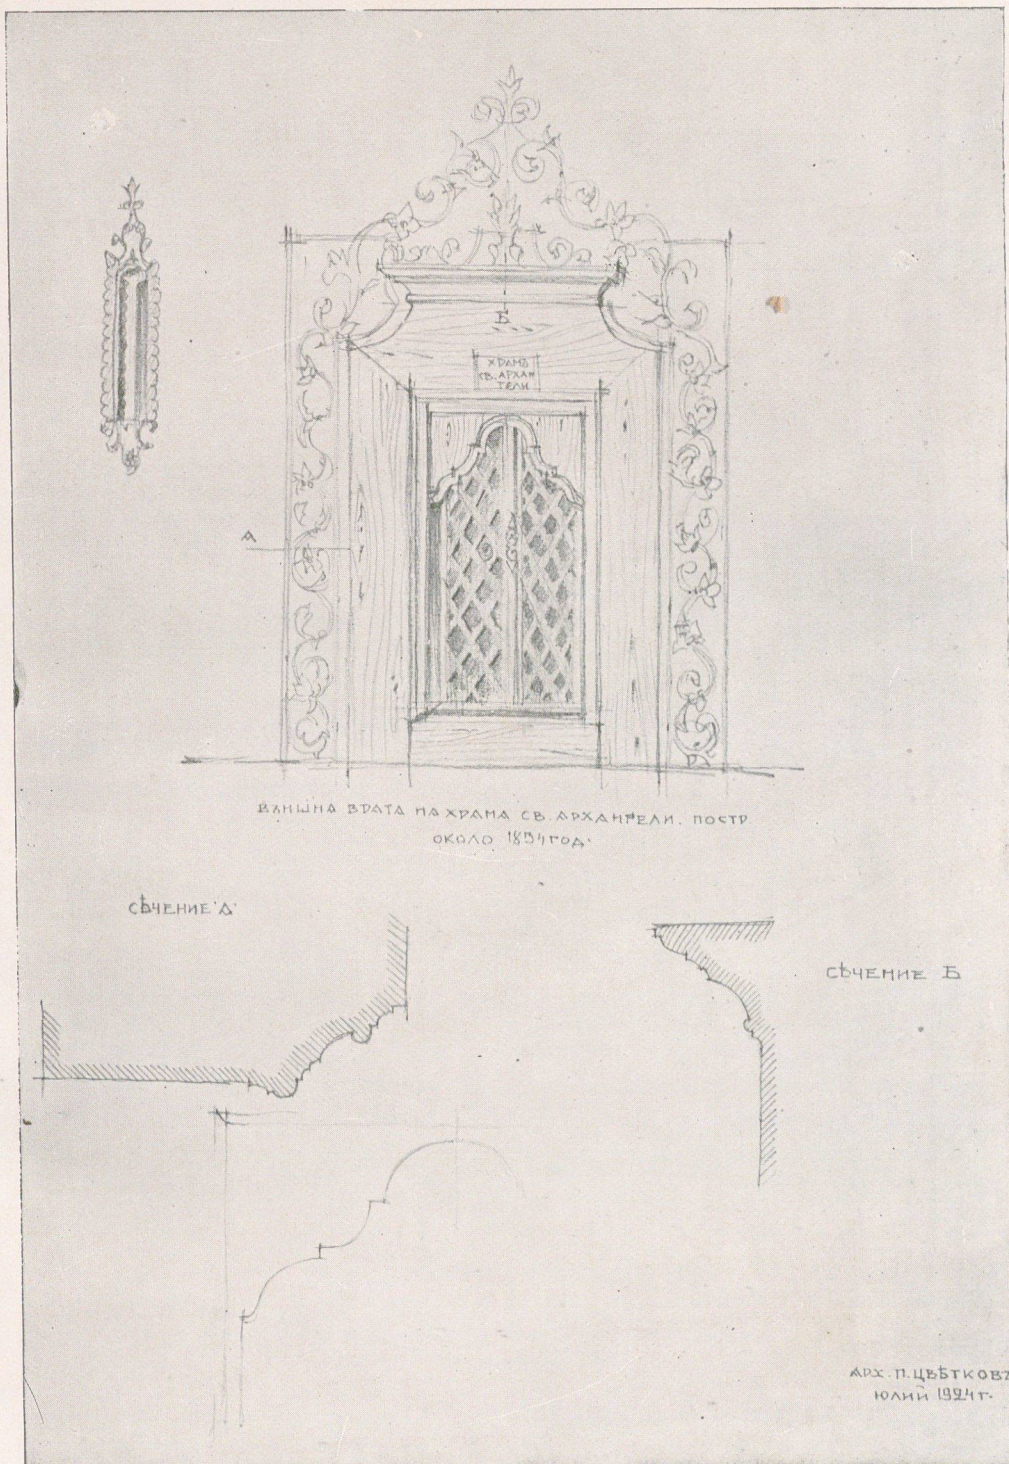 Б
ХРАМЪ
СВ. АРХАН
ГЕЛИ
А
ВЪНШНА ВРАТА НА ХРАМА СВ. АРХАНГЕЛИ. ПОСТР.
ОКОЛО ГОД.
СѢЧЕНИЕ "А"
СѢЧЕНИЕ Б
АРХ. П. ЦВѢТКОВЪ
ЮЛИЙ 1924 Г.